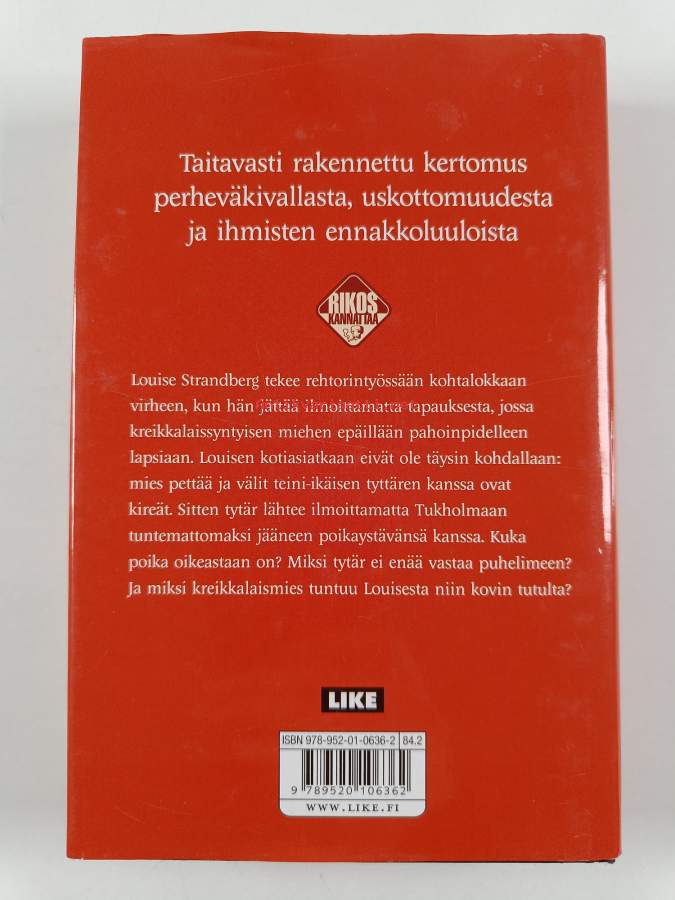 Taitavasti rakennettu kertomus
perheväkivallasta, uskottomuudesta
ja ihmisten ennakkoluuloista
RIKOS
KANNATTAA
Louise Strandberg tekee rehtorintyössään kohtalokkaan
virheen, kun hän jättää ilmoittamatta tapauksesta, jossa
kreikkalaissyntyisen miehen epäillään pahoinpidelleen
lapsiaan. Louisen kotiasiatkaan eivät ole täysin kohdallaan:
mies pettää ja välit teini-ikäisen tyttären kanssa ovat
kireät. Sitten tytär lähtee ilmoittamatta Tukholmaan
tuntemattomaksi jääneen poikaystävänsä kanssa. Kuka
poika oikeastaan on? Miksi tytär ei enää vastaa puhelimeen?
Ja miksi kreikkalaismies tuntuu Louisesta niin kovin tutulta?
LIKE
ISBN 978-952-01-0636-2 84.2
9 789520 106362
WWW.LIKE.FI